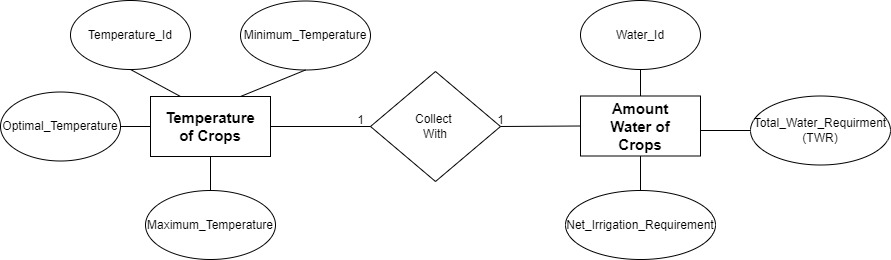 Temperature_Id
Minimum_Temperature
Water_Id
Optimal_Temperature
Temperature
of Crops
1
Collect
With
1
Amount
Water of
Crops
Total_Water_Requirment
(TWR)
Maximum_Temperature
Net_Irrigation_Requirement